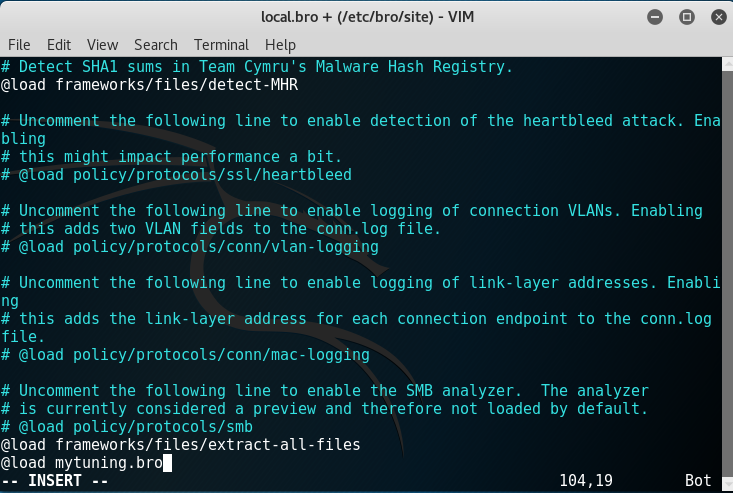 local.bro + (/etc/bro/site) - VIM
File Edit View Search Terminal Help
# Detect SHA1 sums in Team Cymru's Malware Hash Registry.
@load frameworks/files/detect-MHR
# Uncomment the following line to enable detection of the heartbleed attack. Ena
bling
# this might impact performance a bit.
# @load policy/protocols/ssl/heartbleed
# Uncomment the following line to enable logging of connection VLANs. Enabling
# this adds two VLAN fields to the conn.log file.
# @load policy/protocols/conn/vlan-logging
# Uncomment the following line to enable logging of link-layer addresses. Enabli
ng
# this adds the link-layer address for each connection endpoint to the conn.log
file.
# @load policy/protocols/conn/mac-logging
# Uncomment the following line to enable the SMB analyzer.  The analyzer
# is currently considered a preview and therefore not loaded by default.
# @load policy/protocols/smb
@load frameworks/files/extract-all-files
@load mytuning.bro
-- INSERT -- 104,19 Bot